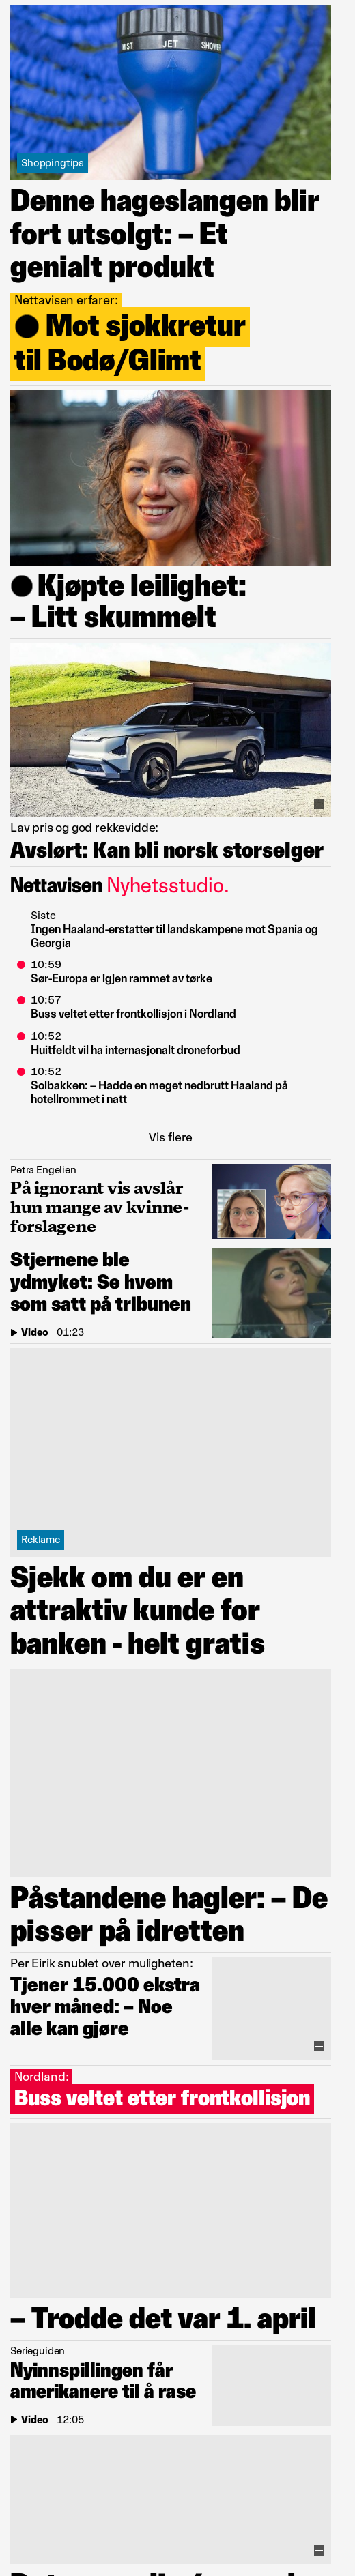 MIST JET SHOWER
Shoppingtips
Denne hageslangen blir
fort utsolgt: – Et
genialt produkt
Nettavisen erfarer:
● Mot sjokkretur
til Bodø/Glimt
● Kjøpte leilighet:
– Litt skummelt
Lav pris og god rekkevidde:
Avslørt: Kan bli norsk storselger
Nettavisen Nyhetsstudio.
Siste
Ingen Haaland-erstatter til landskampene mot Spania og
Georgia
10:59
Sør-Europa er igjen rammet av tørke
10:57
Buss veltet etter frontkollisjon i Nordland
10:52
Huitfeldt vil ha internasjonalt droneforbud
10:52
Solbakken: – Hadde en meget nedbrutt Haaland på
hotellrommet i natt
Vis flere
Petra Engelien
På ignorant vis avslår
hun mange av kvinne-
forslagene
Stjernene ble
ydmyket: Se hvem
som satt på tribunen
Video | 01:23
Reklame
Sjekk om du er en
attraktiv kunde for
banken - helt gratis
Påstandene hagler: – De
pisser på idretten
Per Eirik snublet over muligheten:
Tjener 15.000 ekstra
hver måned: – Noe
alle kan gjøre
Nordland:
Buss veltet etter frontkollisjon
– Trodde det var 1. april
Serieguiden
Nyinnspillingen får
amerikanere til å rase
Video | 12:05